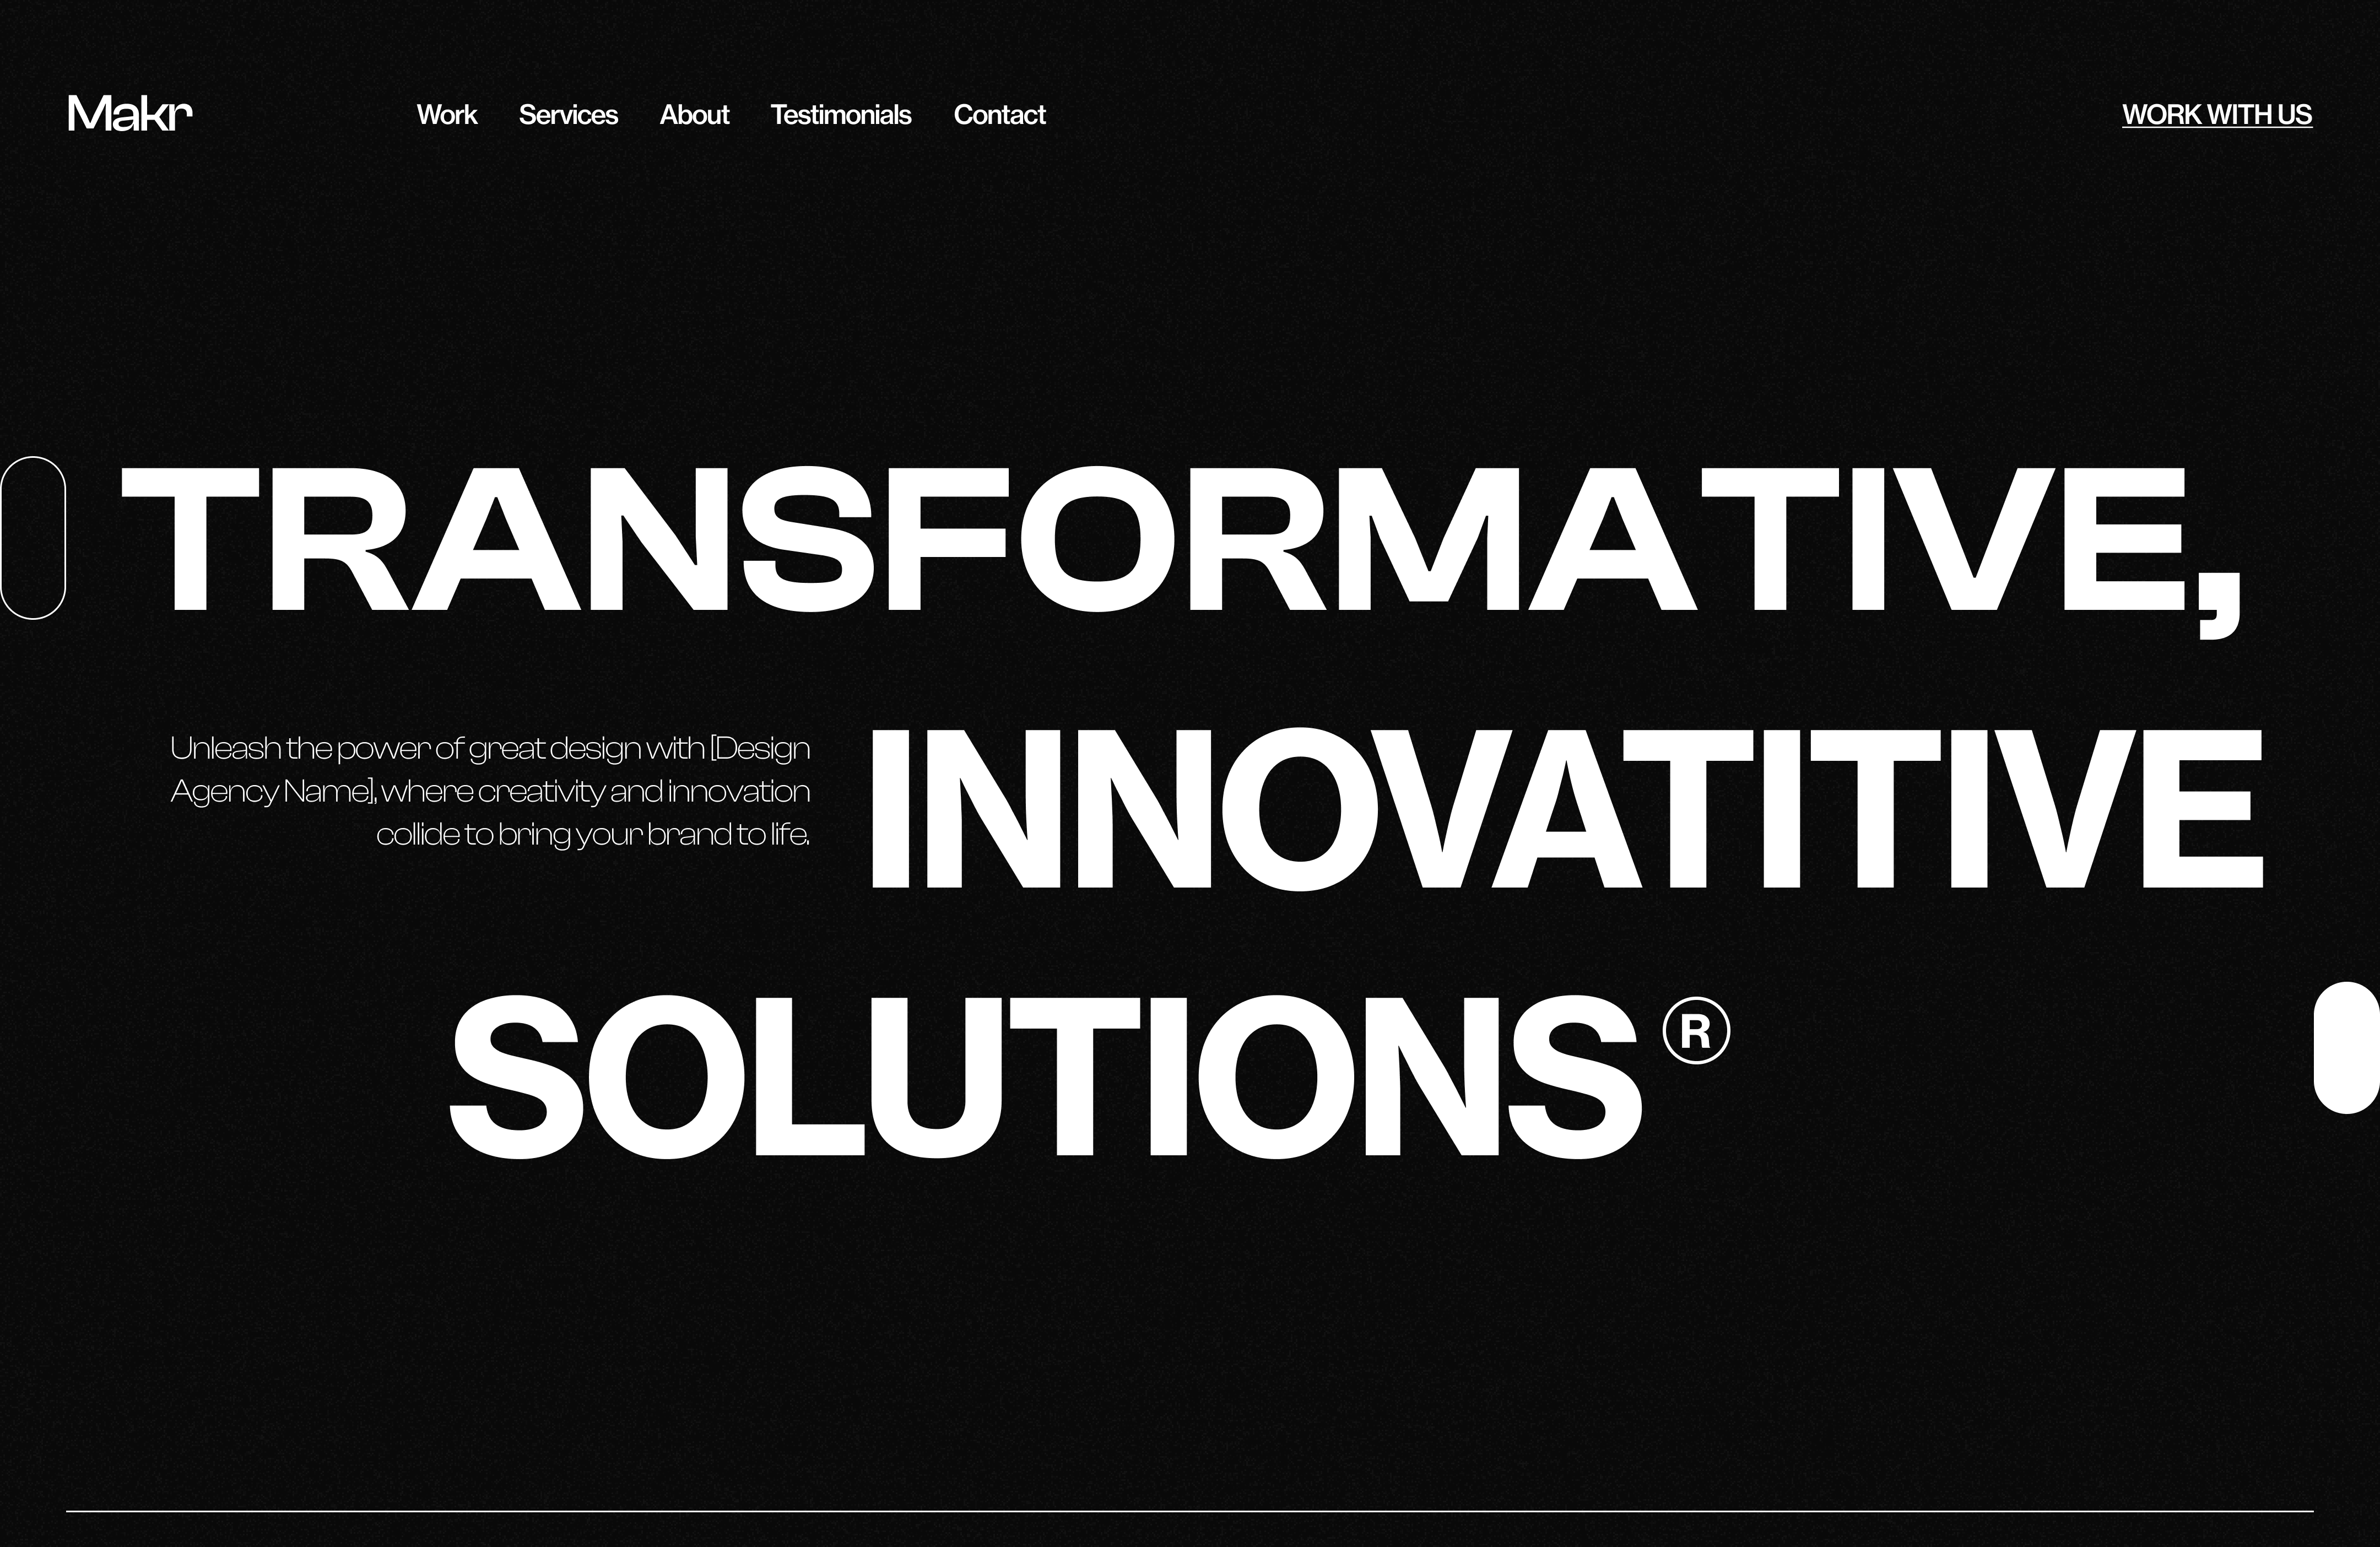 Makr
Work Services About Testimonials Contact
WORK WITH US
TRANSFORMATIVE,
Unleash the power of great design with [Design
Agency Name], where creativity and innovation
collide to bring your brand to life.
INNOVATITIVE
SOLUTIONS®